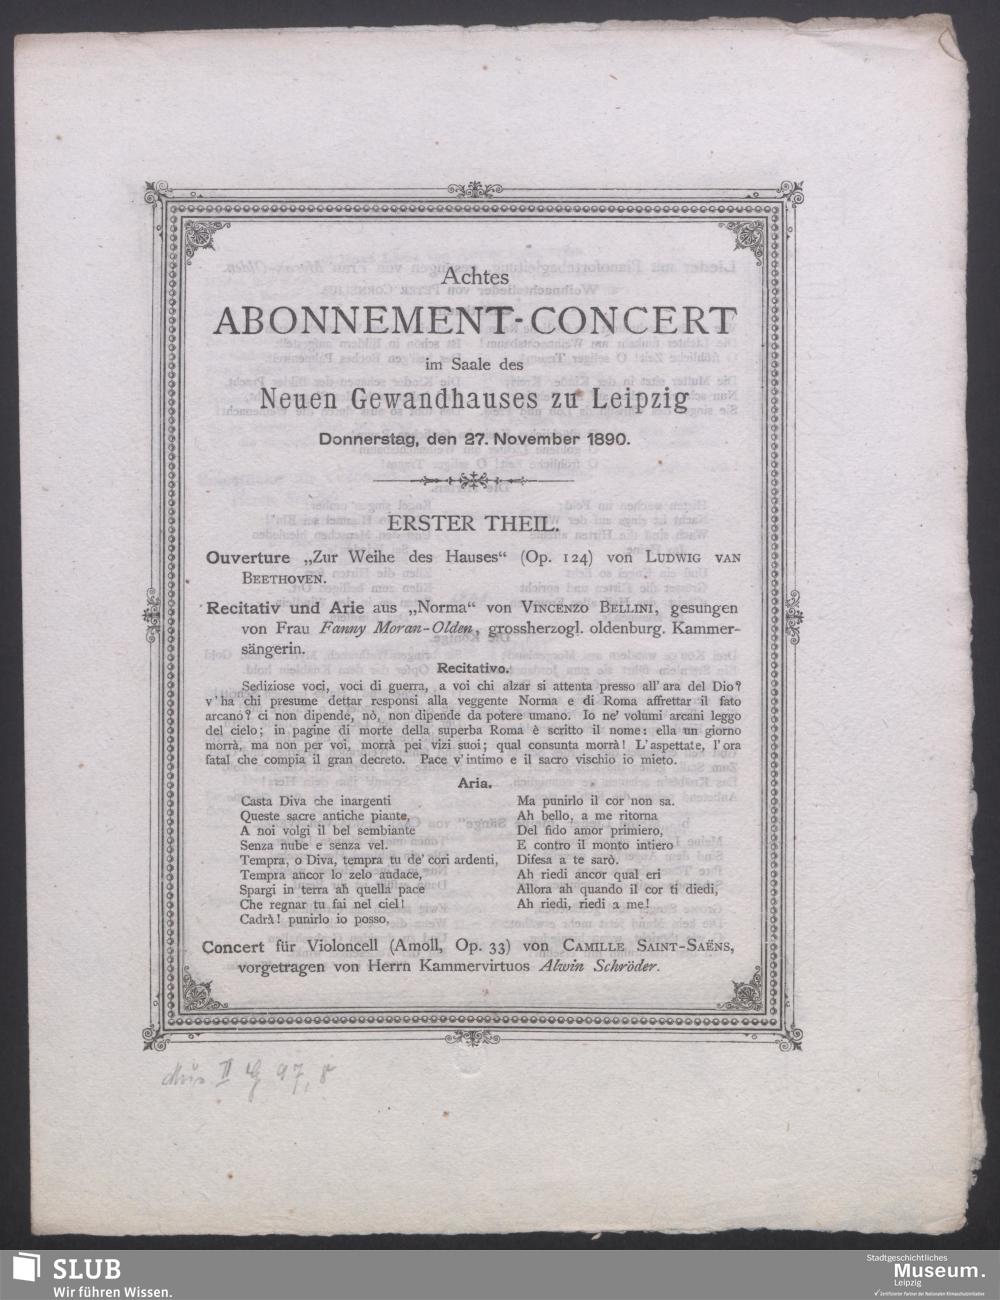 Achtes
ABONNEMENT-CONCERT
im Saale des
Neuen Gewandhauses zu Leipzig
Donnerstag, den 27. November 1890.
ERSTER THEIL.
Ouverture „Zur Weihe des Hauses“ (Op. 124) von LUDWIG VAN
BEETHOVEN.
Recitativ und Arie aus „Norma“ von VINCENZO BELLINI, gesungen
von Frau Fanny Moran-Olden, grossherzogl. oldenburg. Kammer-
sängerin.
Recitativo.
Sediziose voci, voci di guerra, a voi chi alzar si attenta presso all' ara del Dio?
v'ha chi presume dettar responsi alla veggente Norma e di Roma affrettar il fato
arcano? ci non dipende, nò, non dipende da potere umano. Io ne' volumi arcani leggo
del cielo; in pagine di morte della superba Roma è scritto il nome: ella un giorno
morrà, ma non per voi, morrà pei vizi suoi; qual consunta morrà! L'aspettate, l'ora
fatal che compia il gran decreto. Pace v'intimo e il sacro vischio io mieto.
Aria.
Casta Diva che inargenti
Queste sacre antiche piante,
A noi volgi il bel sembiante
Senza nube e senza vel.
Tempra, o Diva, tempra tu de' cori ardenti,
Tempra ancor lo zelo audace,
Spargi in terra ah quella pace
Che regnar tu fai nel ciel!
Cadrà! punirlo io posso,
Ma punirlo il cor non sa.
Ah bello, a me ritorna
Del fido amor primiero,
E contro il monto intiero
Difesa a te sarò.
Ah riedi ancor qual eri
Allora ah quando il cor ti diedi,
Ah riedi, riedi a me!
Concert für Violoncell (Amoll, Op. 33) von CAMILLE SAINT-SAËNS,
vorgetragen von Herrn Kammervirtuos Alwin Schröder.
Mus. II G 97, 8
SLUB
Wir führen Wissen.
Stadtgeschichtliches
Museum.
Leipzig
Zertifizierter Partner der Nationalen Klimaschutzinitiative